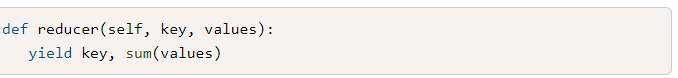 def reducer(self, key, values):
   yield key, sum(values)